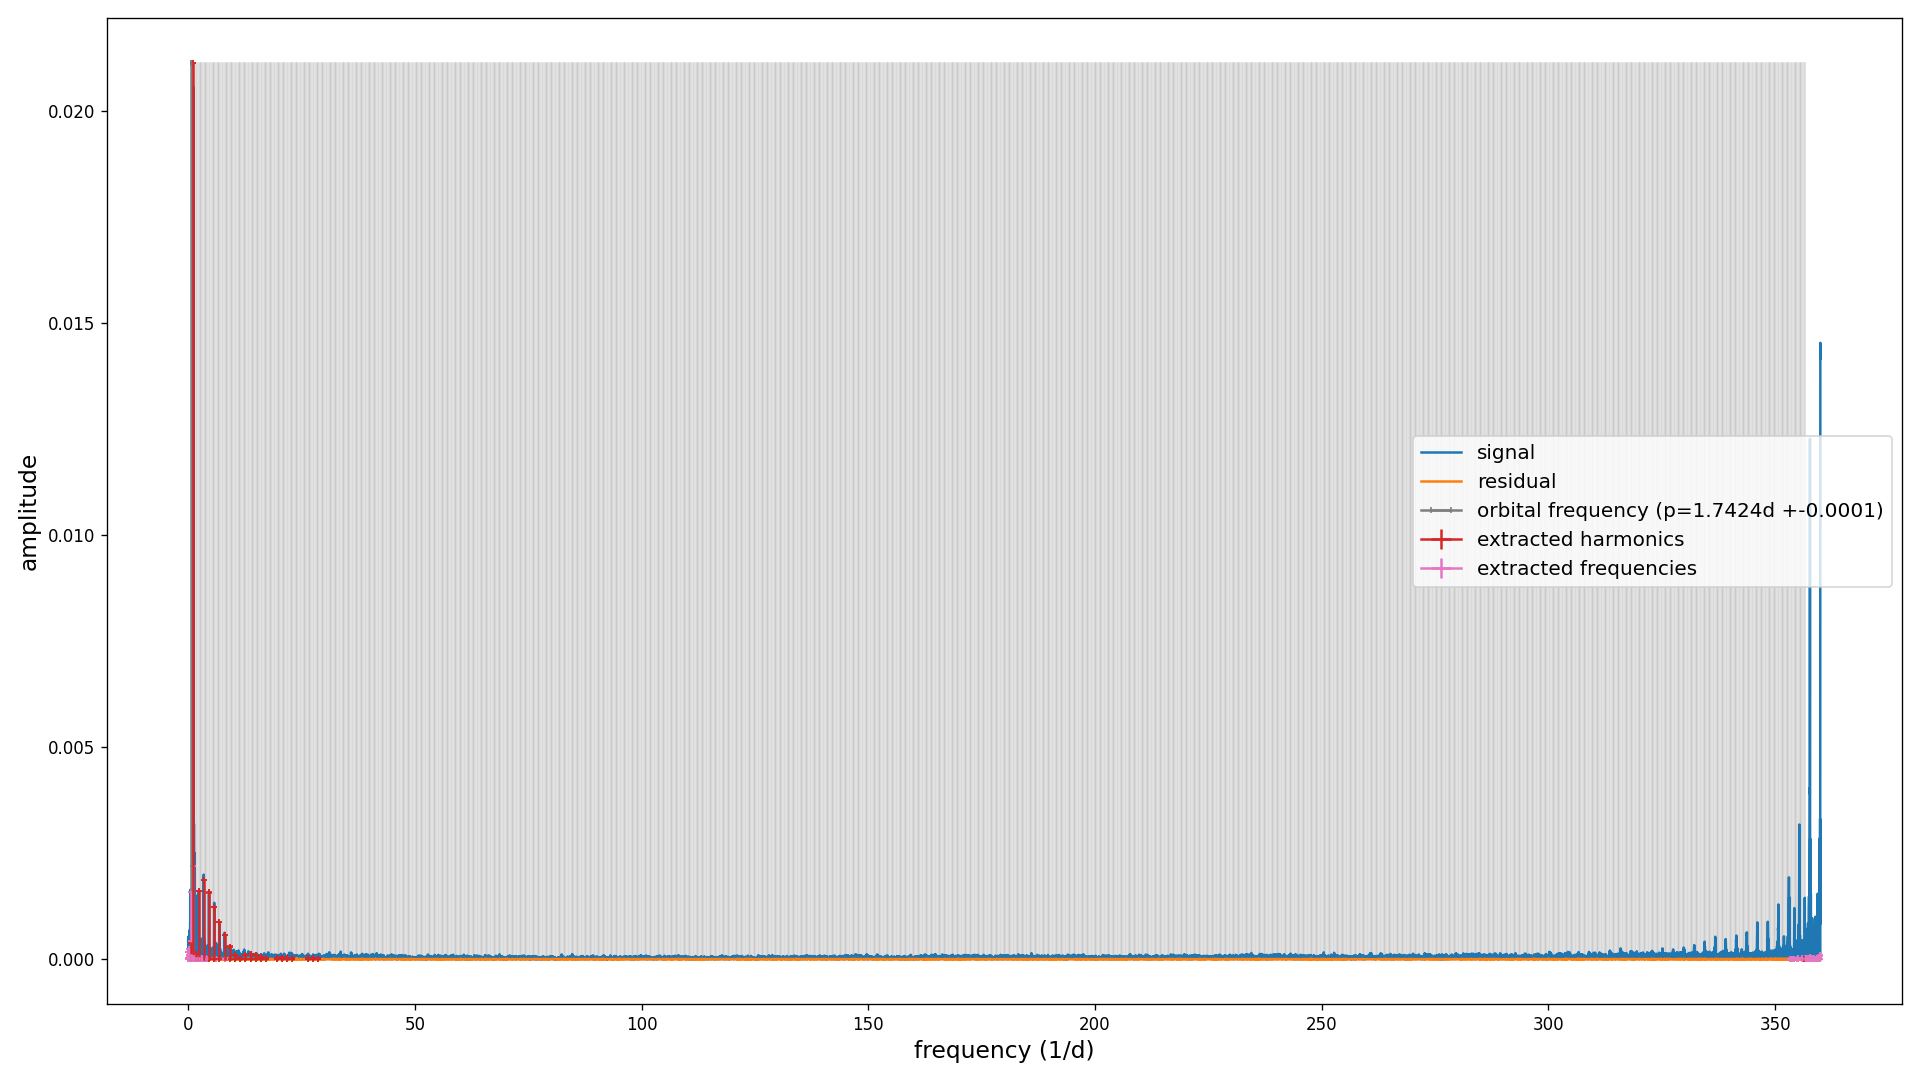 0.020
0.015
0.010
0.005
0.000
amplitude
signal
residual
orbital frequency (p=1.7424d +-0.0001)
extracted harmonics
extracted frequencies
0 50 100 150 200 250 300 350
frequency (1/d)